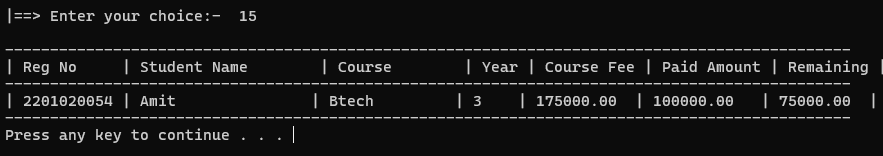 |==> Enter your choice:-  15
-----------------------------------------------------------------------------------------------
| Reg No     | Student Name        | Course        | Year | Course Fee | Paid Amount | Remaining |
-----------------------------------------------------------------------------------------------
| 2201020054 | Amit               | Btech         | 3    | 175000.00  | 100000.00   | 75000.00  |
-----------------------------------------------------------------------------------------------
Press any key to continue . . .